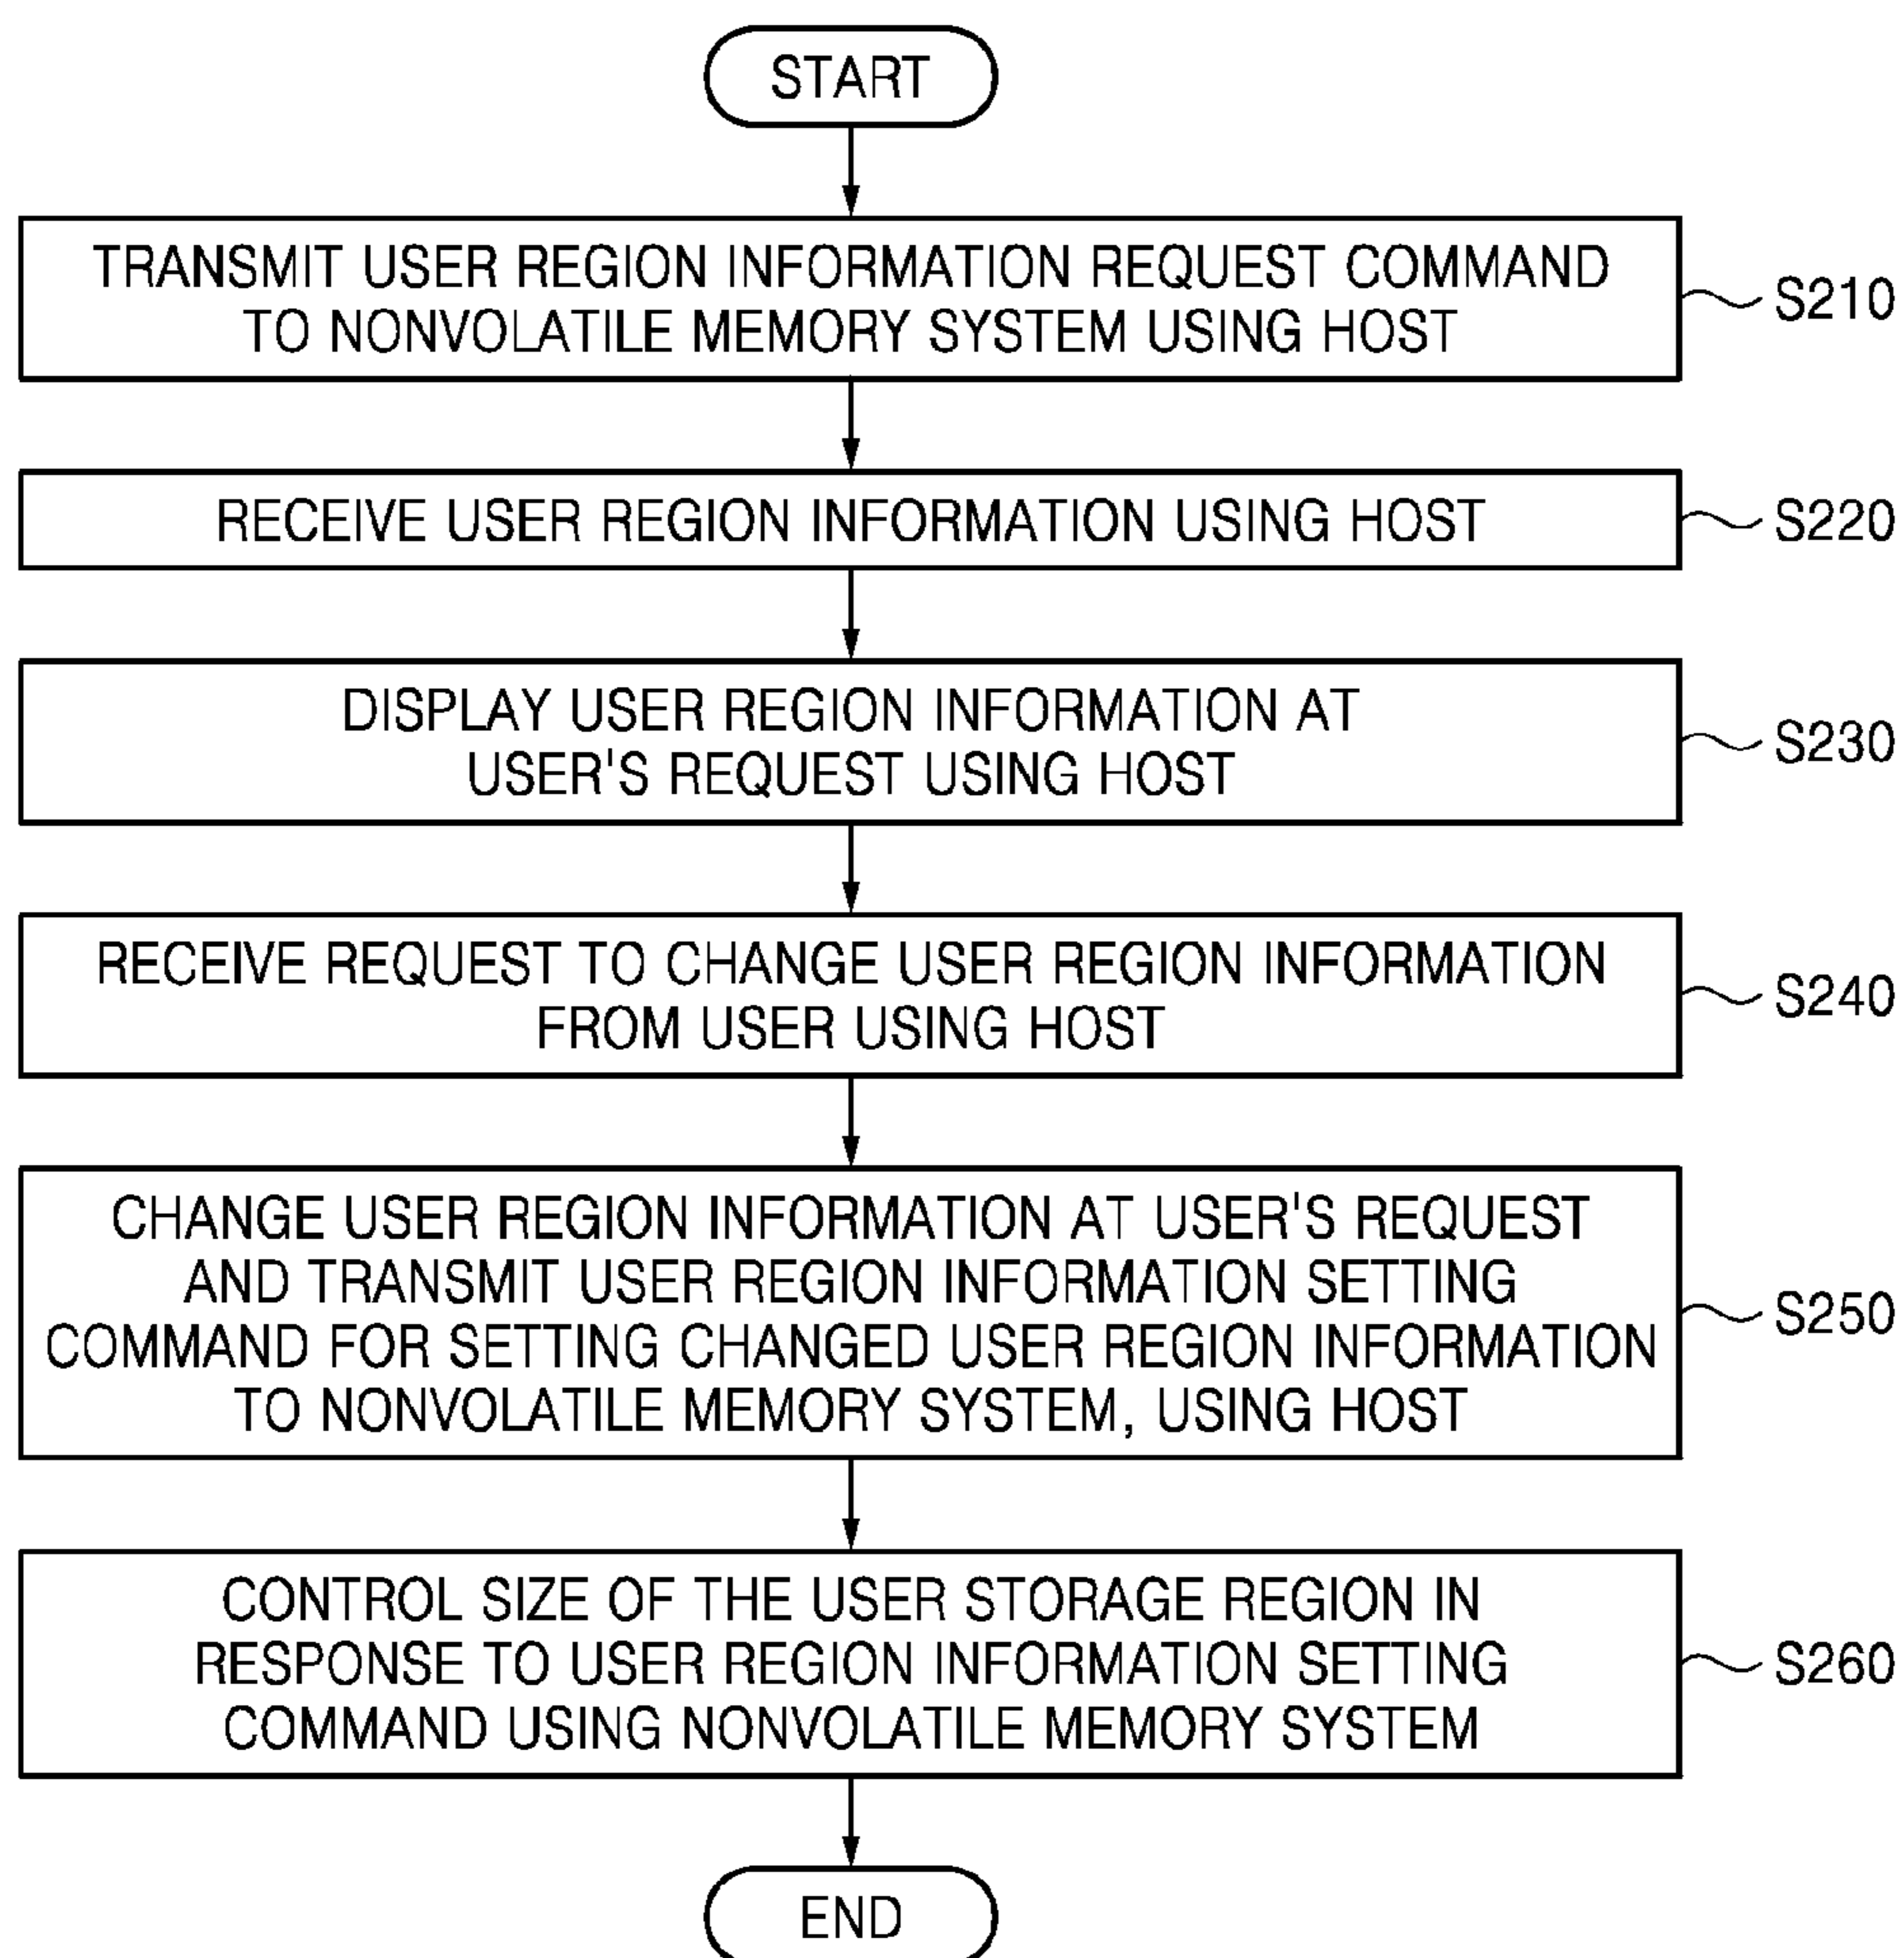 START
TRANSMIT USER REGION INFORMATION REQUEST COMMAND
TO NONVOLATILE MEMORY SYSTEM USING HOST
S210
RECEIVE USER REGION INFORMATION USING HOST
S220
DISPLAY USER REGION INFORMATION AT
USER'S REQUEST USING HOST
S230
RECEIVE REQUEST TO CHANGE USER REGION INFORMATION
FROM USER USING HOST
S240
CHANGE USER REGION INFORMATION AT USER'S REQUEST
AND TRANSMIT USER REGION INFORMATION SETTING
COMMAND FOR SETTING CHANGED USER REGION INFORMATION
TO NONVOLATILE MEMORY SYSTEM, USING HOST
S250
CONTROL SIZE OF THE USER STORAGE REGION IN
RESPONSE TO USER REGION INFORMATION SETTING
COMMAND USING NONVOLATILE MEMORY SYSTEM
S260
END